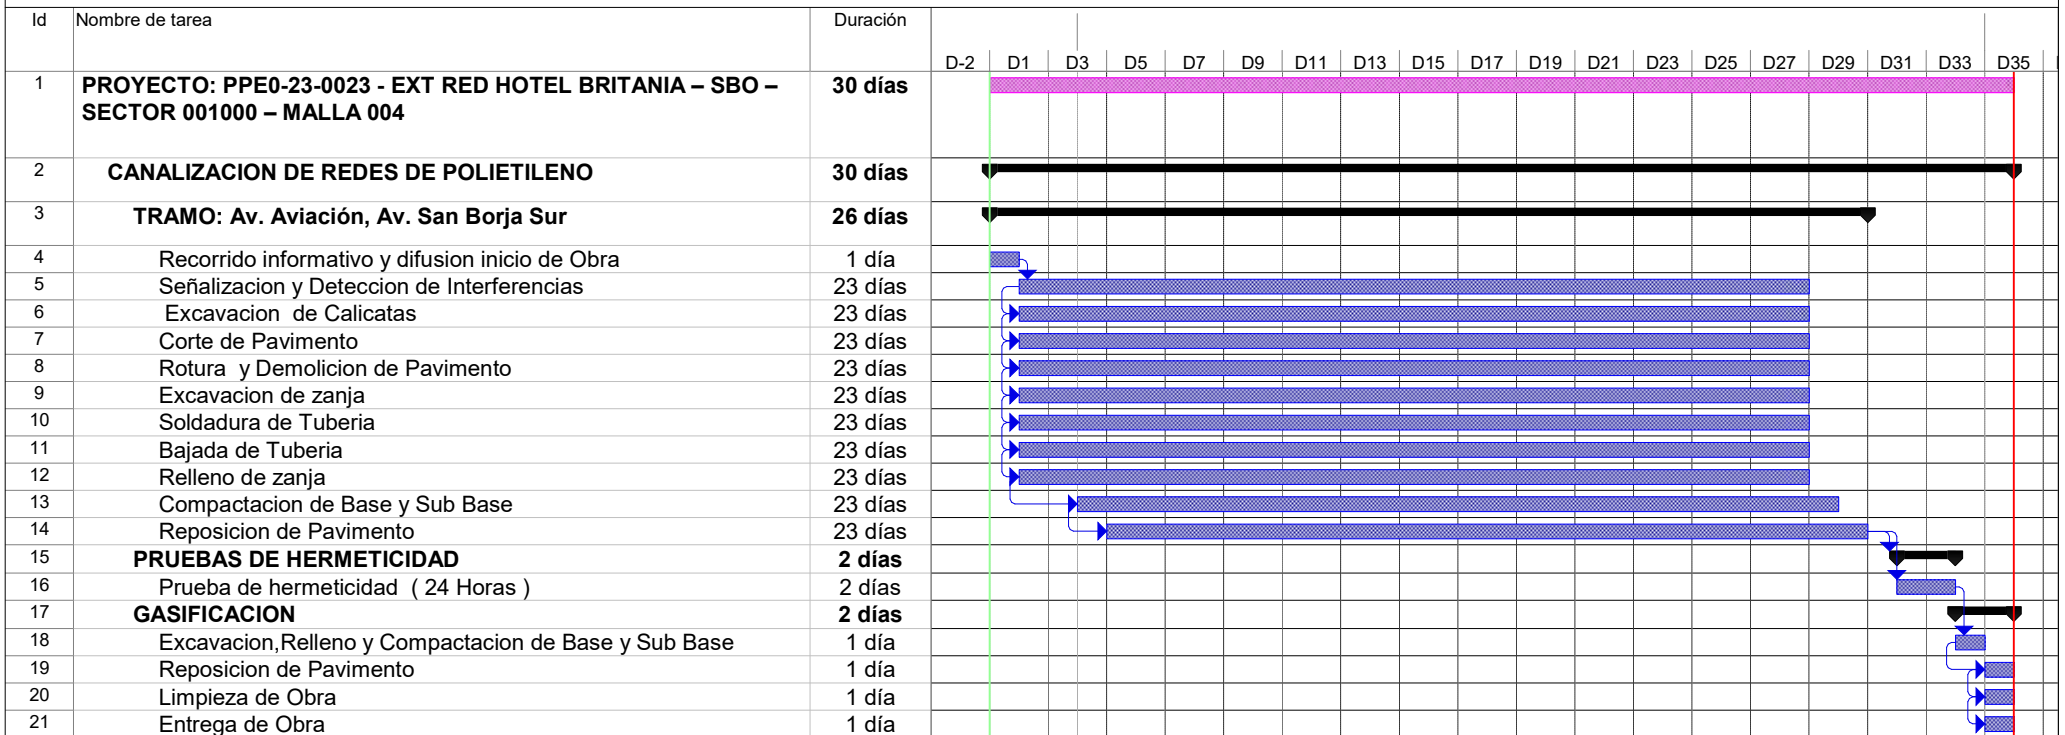 Id Nombre de tarea Duración
D-2 D1 D3 D5 D7 D9 D11 D13 D15 D17 D19 D21 D23 D25 D27 D29 D31 D33 D35
1 PROYECTO: PPE0-23-0023 - EXT RED HOTEL BRITANIA – SBO – 30 días
SECTOR 001000 – MALLA 004
2 CANALIZACION DE REDES DE POLIETILENO 30 días
3 TRAMO: Av. Aviación, Av. San Borja Sur 26 días
4 Recorrido informativo y difusion inicio de Obra 1 día
5 Señalizacion y Deteccion de Interferencias 23 días
6 Excavacion de Calicatas 23 días
7 Corte de Pavimento 23 días
8 Rotura y Demolicion de Pavimento 23 días
9 Excavacion de zanja 23 días
10 Soldadura de Tuberia 23 días
11 Bajada de Tuberia 23 días
12 Relleno de zanja 23 días
13 Compactacion de Base y Sub Base 23 días
14 Reposicion de Pavimento 23 días
15 PRUEBAS DE HERMETICIDAD 2 días
16 Prueba de hermeticidad ( 24 Horas ) 2 días
17 GASIFICACION 2 días
18 Excavacion,Relleno y Compactacion de Base y Sub Base 1 día
19 Reposicion de Pavimento 1 día
20 Limpieza de Obra 1 día
21 Entrega de Obra 1 día